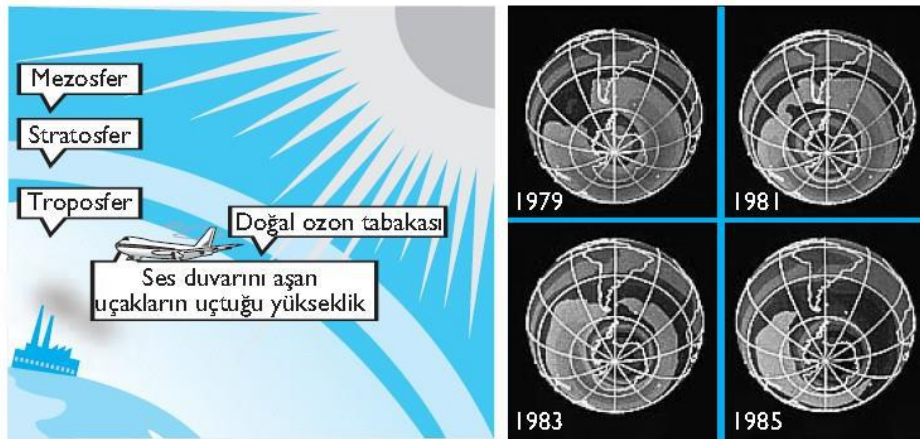 Mezosfer
Stratosfer
Troposfer
Doğal ozon tabakası
Ses duvarını aşan
uçakların uçtuğu yükseklik
1979
1981
1983
1985